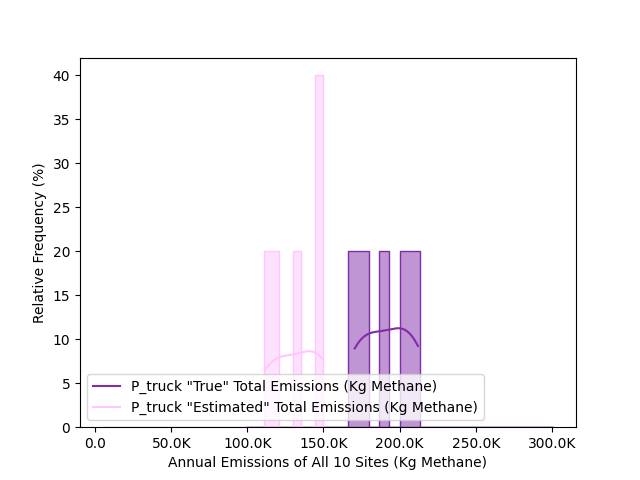 40
35
30
25
20
15
10
5
0
Relative Frequency (%)
P_truck "True" Total Emissions (Kg Methane)
P_truck "Estimated" Total Emissions (Kg Methane)
0.0 50.0K 100.0K 150.0K 200.0K 250.0K 300.0K
Annual Emissions of All 10 Sites (Kg Methane)